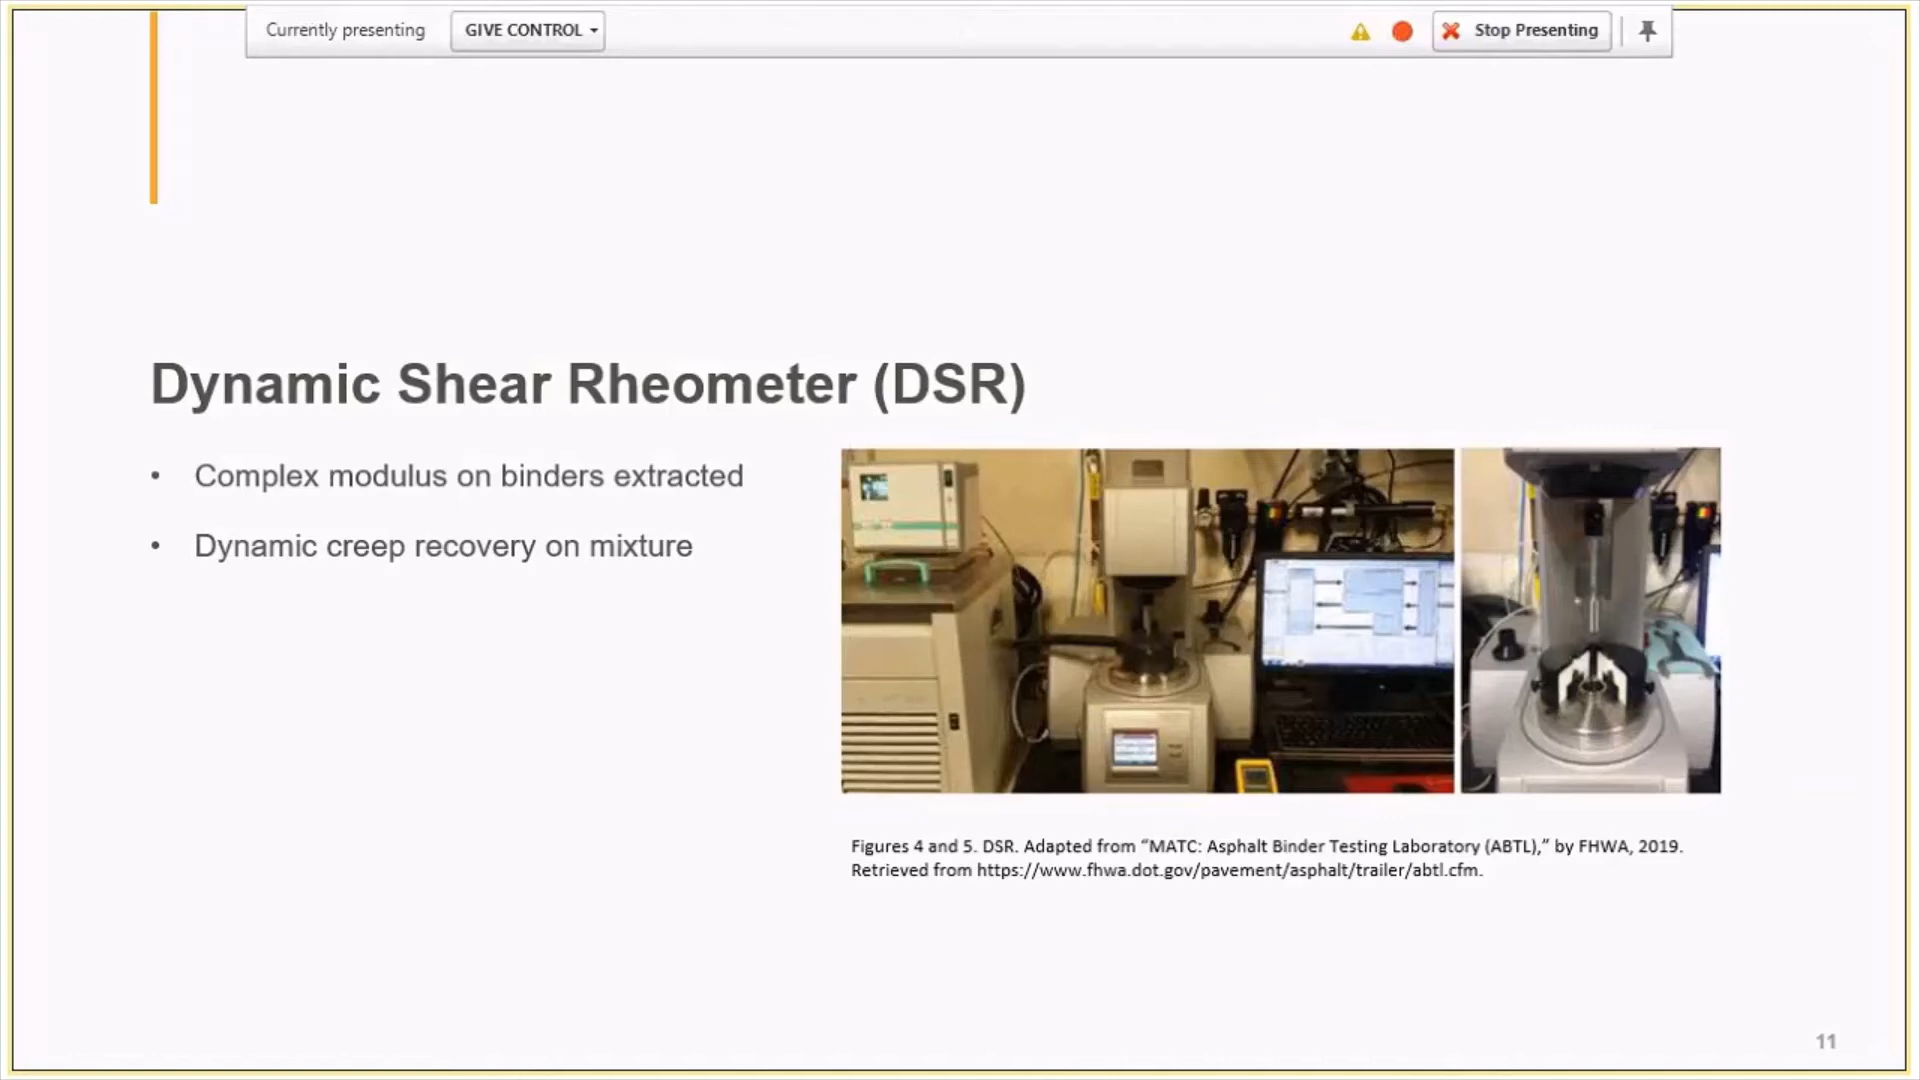 Currently presenting
GIVE CONTROL
Stop Presenting
Dynamic Shear Rheometer (DSR)
• Complex modulus on binders extracted
• Dynamic creep recovery on mixture
Figures 4 and 5. DSR. Adapted from “MATC: Asphalt Binder Testing Laboratory (ABTL),” by FHWA, 2019.
Retrieved from https://www.fhwa.dot.gov/pavement/asphalt/trailer/abtl.cfm.
11